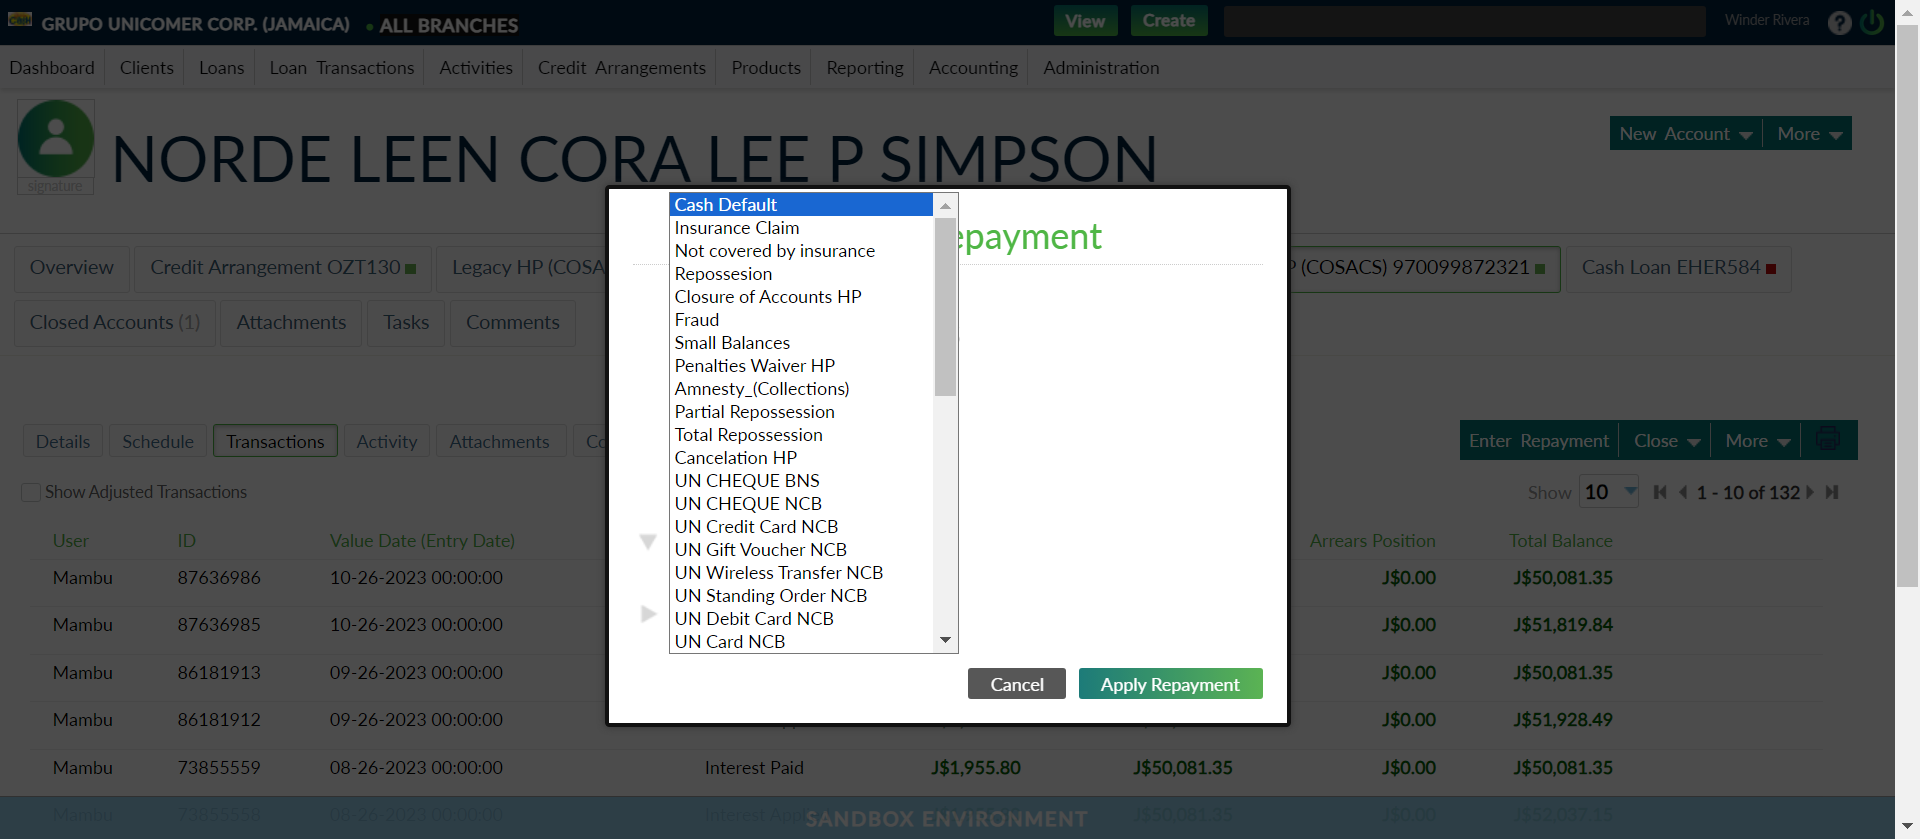 GRUPO UNICOMER CORP. (JAMAICA) ALL BRANCHES View Create Winder Rivera ?
Dashboard Clients Loans Loan Transactions Activities Credit Arrangements Products Reporting Accounting Administration
NORDE LEEN CORA LEE P SIMPSON
signature
New Account More
epayment
Overview Credit Arrangement OZT130 Legacy HP (COSA P (COSACS) 970099872321 Cash Loan EHER584
Closed Accounts (1) Attachments Tasks Comments
Cash Default
Insurance Claim
Not covered by insurance
Repossesion
Closure of Accounts HP
Fraud
Small Balances
Penalties Waiver HP
Amnesty_(Collections)
Partial Repossession
Total Repossession
Cancelation HP
UN CHEQUE BNS
UN CHEQUE NCB
UN Credit Card NCB
UN Gift Voucher NCB
UN Wireless Transfer NCB
UN Standing Order NCB
UN Debit Card NCB
UN Card NCB
Cancel Apply Repayment
Details Schedule Transactions Activity Attachments Co
Enter Repayment Close More
Show Adjusted Transactions
Show 10 1 - 10 of 132
User ID Value Date (Entry Date) Arrears Position Total Balance
Mambu 87636986 10-26-2023 00:00:00 J$0.00 J$50,081.35
Mambu 87636985 10-26-2023 00:00:00 J$0.00 J$51,819.84
Mambu 86181913 09-26-2023 00:00:00 J$0.00 J$50,081.35
Mambu 86181912 09-26-2023 00:00:00 J$0.00 J$51,928.49
Mambu 73855559 08-26-2023 00:00:00 Interest Paid J$1,955.80 J$50,081.35 J$0.00 J$50,081.35
Mambu 73855558 08-26-2023 00:00:00 Interest App J$50,081.35 J$0.00 J$52,037.15
SANDBOX ENVIRONMENT